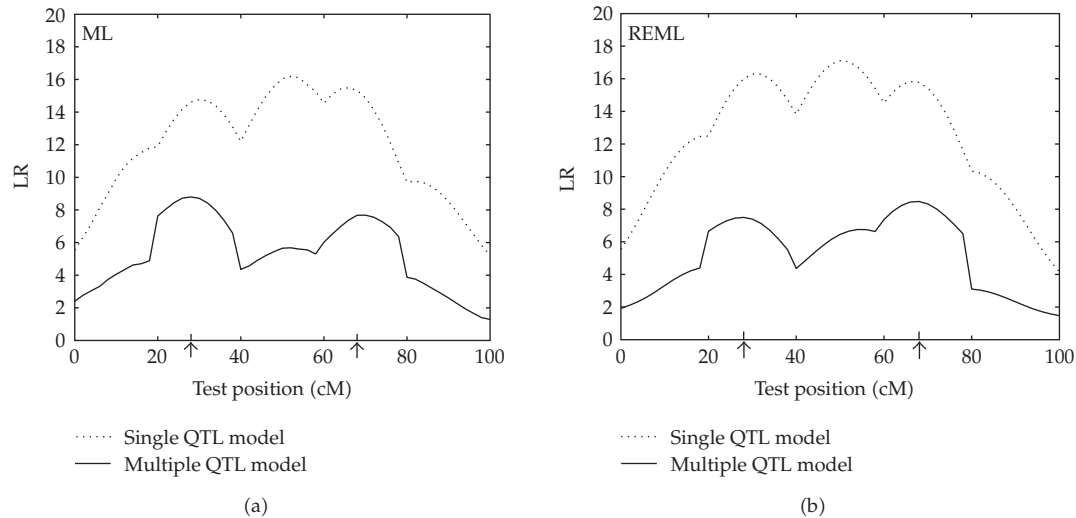 ML
LR
20
18
16
14
12
10
8
6
4
2
0
0 20 40 60 80 100
Test position (cM)
Single QTL model
Multiple QTL model
(a)
REML
LR
20
18
16
14
12
10
8
6
4
2
0
0 20 40 60 80 100
Test position (cM)
Single QTL model
Multiple QTL model
(b)